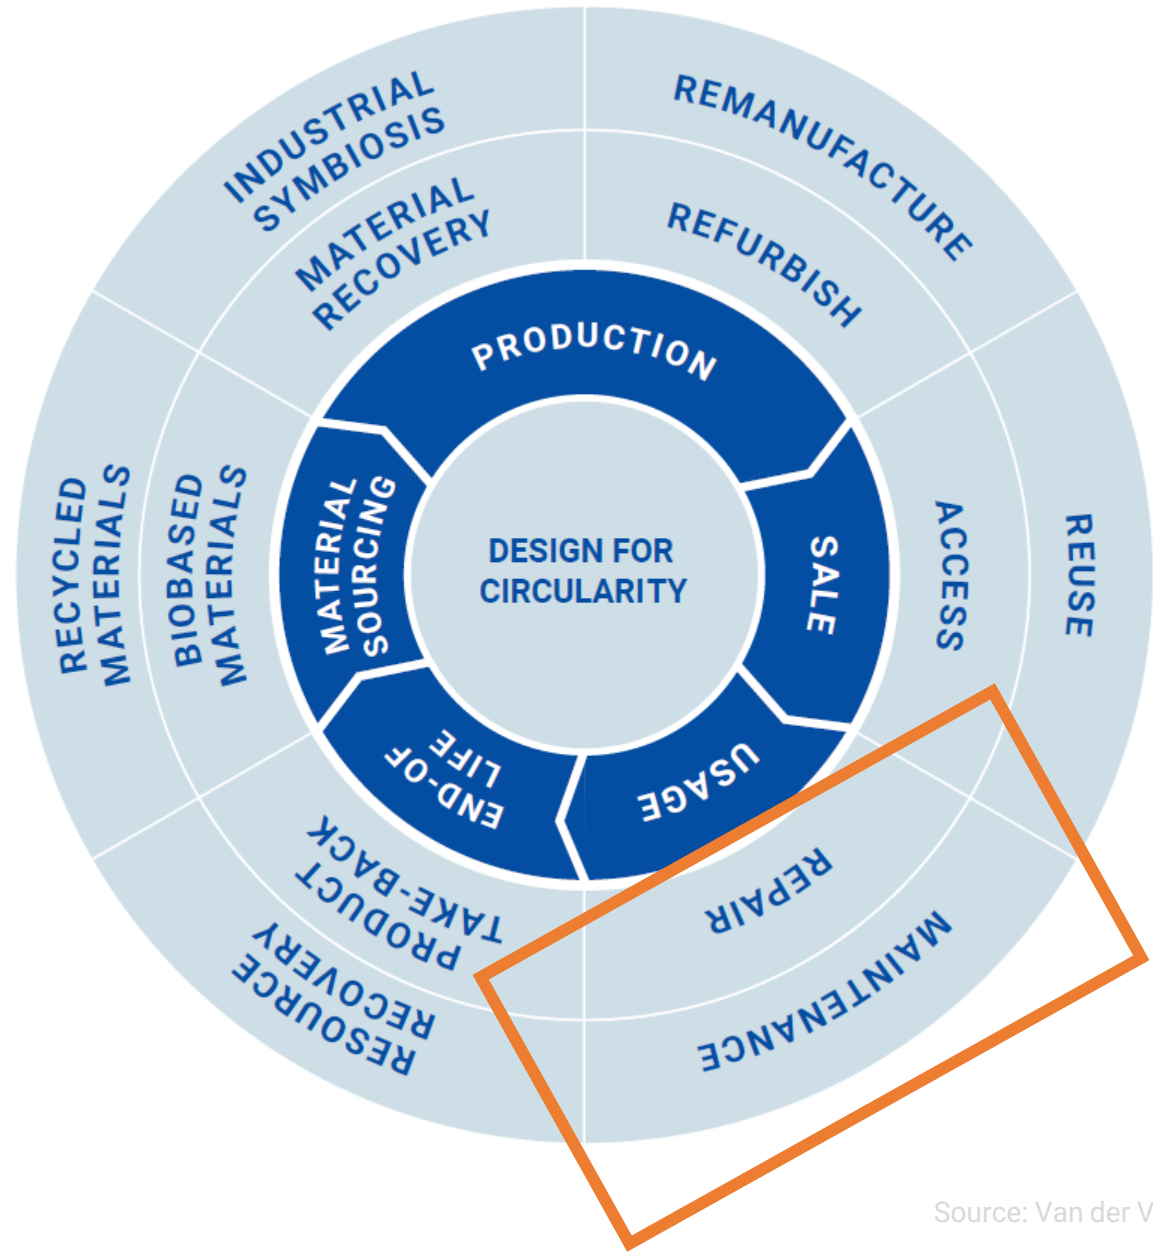 INDUSTRIAL
SYMBIOSIS
MATERIAL
RECOVERY
REMANUFACTURE
REFURBISH
PRODUCTION
RECYCLED
MATERIALS
BIOBASED
MATERIALS
MATERIAL
SOURCING
DESIGN FOR
CIRCULARITY
SALE
ACCESS
REUSE
END-OF
LIFE
USAGE
PRODUCT
TAKE-BACK
RESOURCE
RECOVERY
REPAIR
MAINTENANCE
Source: Van der V